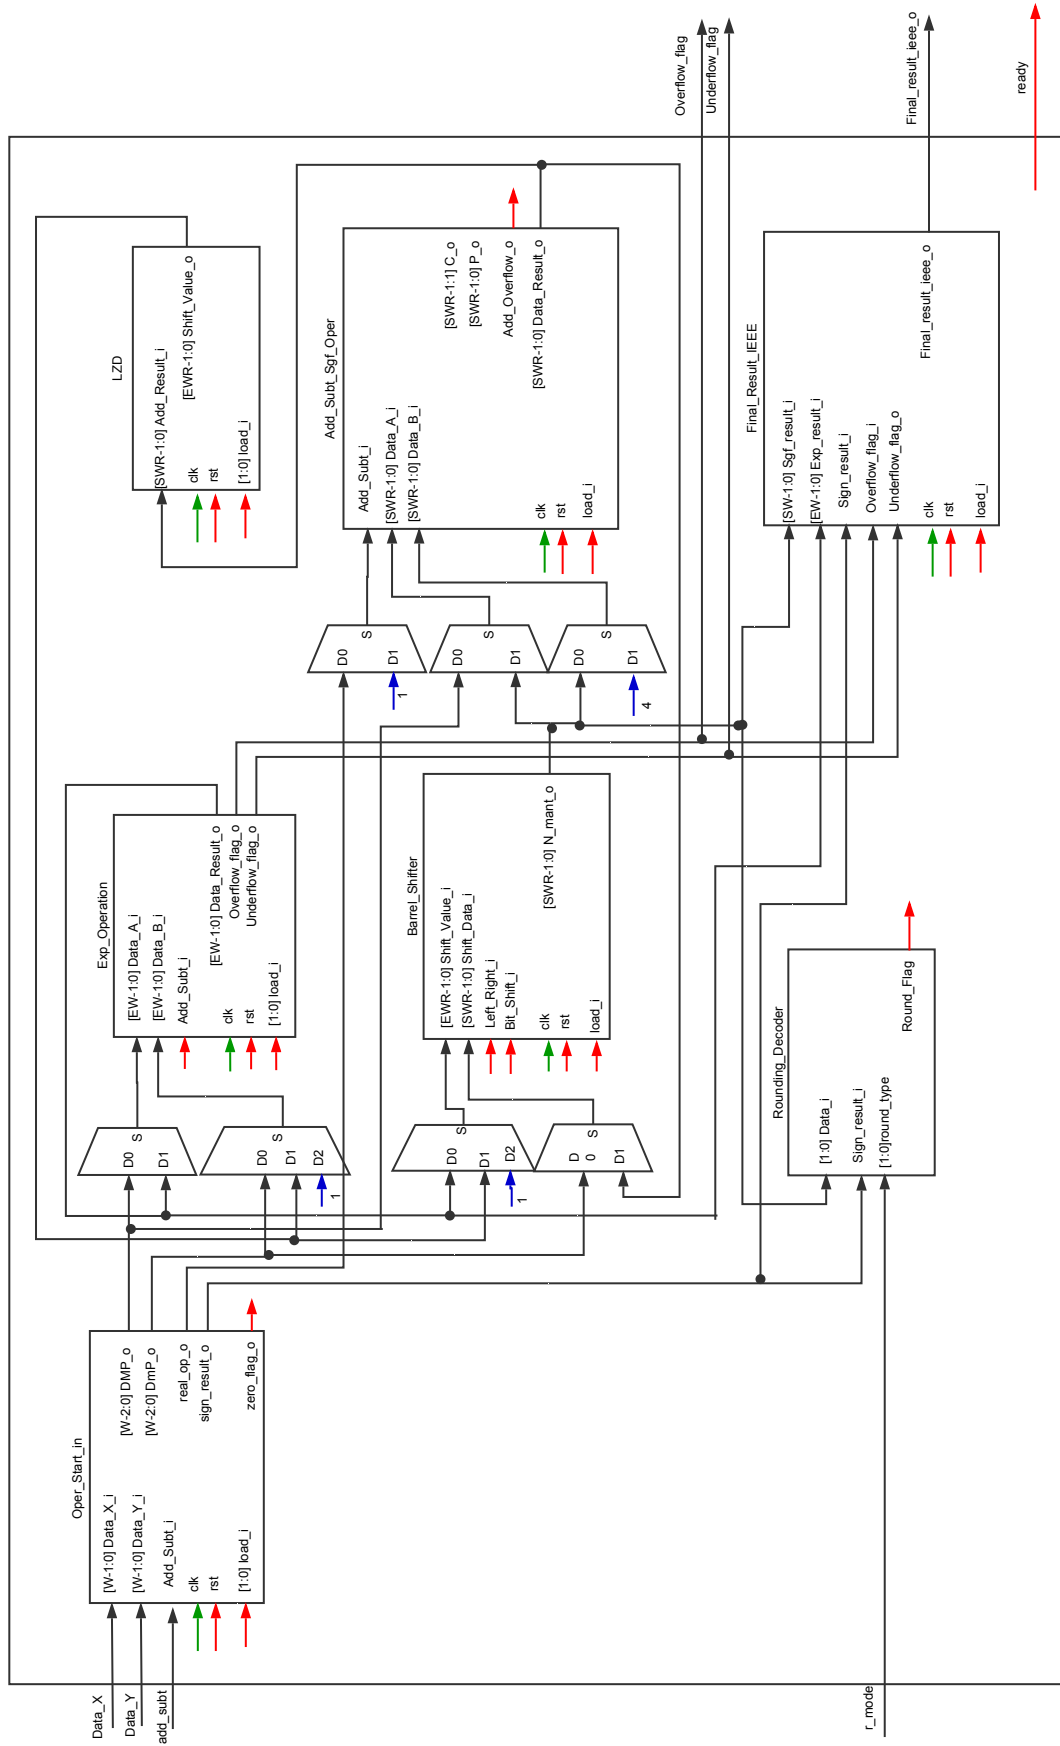 Data_X
Data_Y
add_subt
r_mode
Oper_Start_in
[W-1:0] Data_X_i
[W-1:0] Data_Y_i
Add_Subt_i
clk
rst
[1:0] load_i
[W-2:0] DMP_o
[W-2:0] DmP_o
real_op_o
sign_result_o
zero_flag_o
D0
D1
S
D0
D1
D2
S
1
Exp_Operation
[EW-1:0] Data_A_i
[EW-1:0] Data_B_i
Add_Subt_i
clk
rst
[1:0] load_i
[EW-1:0] Data_Result_o
Overflow_flag_o
Underflow_flag_o
D0
D1
D2
S
1
D
0
D1
S
Barrel_Shifter
[EWR-1:0] Shift_Value_i
[SWR-1:0] Shift_Data_i
Left_Right_i
Bit_Shift_i
clk
rst
load_i
[SWR-1:0] N_mant_o
Rounding_Decoder
[1:0] Data_i
Sign_result_i
[1:0]round_type
Round_Flag
D0
D1
S
1
D0
D1
S
D0
D1
S
4
LZD
[SWR-1:0] Add_Result_i
clk
rst
[1:0] load_i
[EWR-1:0] Shift_Value_o
Add_Subt_Sgf_Oper
Add_Subt_i
[SWR-1:0] Data_A_i
[SWR-1:0] Data_B_i
clk
rst
load_i
[SWR-1:1] C_o
[SWR-1:0] P_o
Add_Overflow_o
[SWR-1:0] Data_Result_o
Final_Result_IEEE
[SW-1:0] Sgf_result_i
[EW-1:0] Exp_result_i
Sign_result_i
Overflow_flag_i
Underflow_flag_o
clk
rst
load_i
Final_result_ieee_o
Overflow_flag
Underflow_flag
Final_result_ieee_o
ready